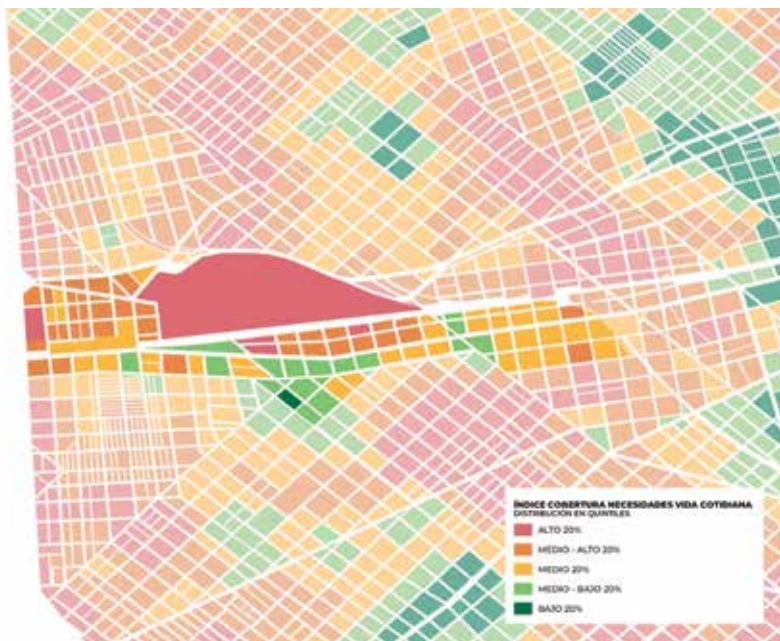 ÍNDICE COBERTURA NECESIDADES VIDA COTIDIANA
DISTRIBUCIÓN EN QUINTILES
ALTO 20%
MEDIO - ALTO 20%
MEDIO 20%
MEDIO - BAJO 20%
BAJO 20%